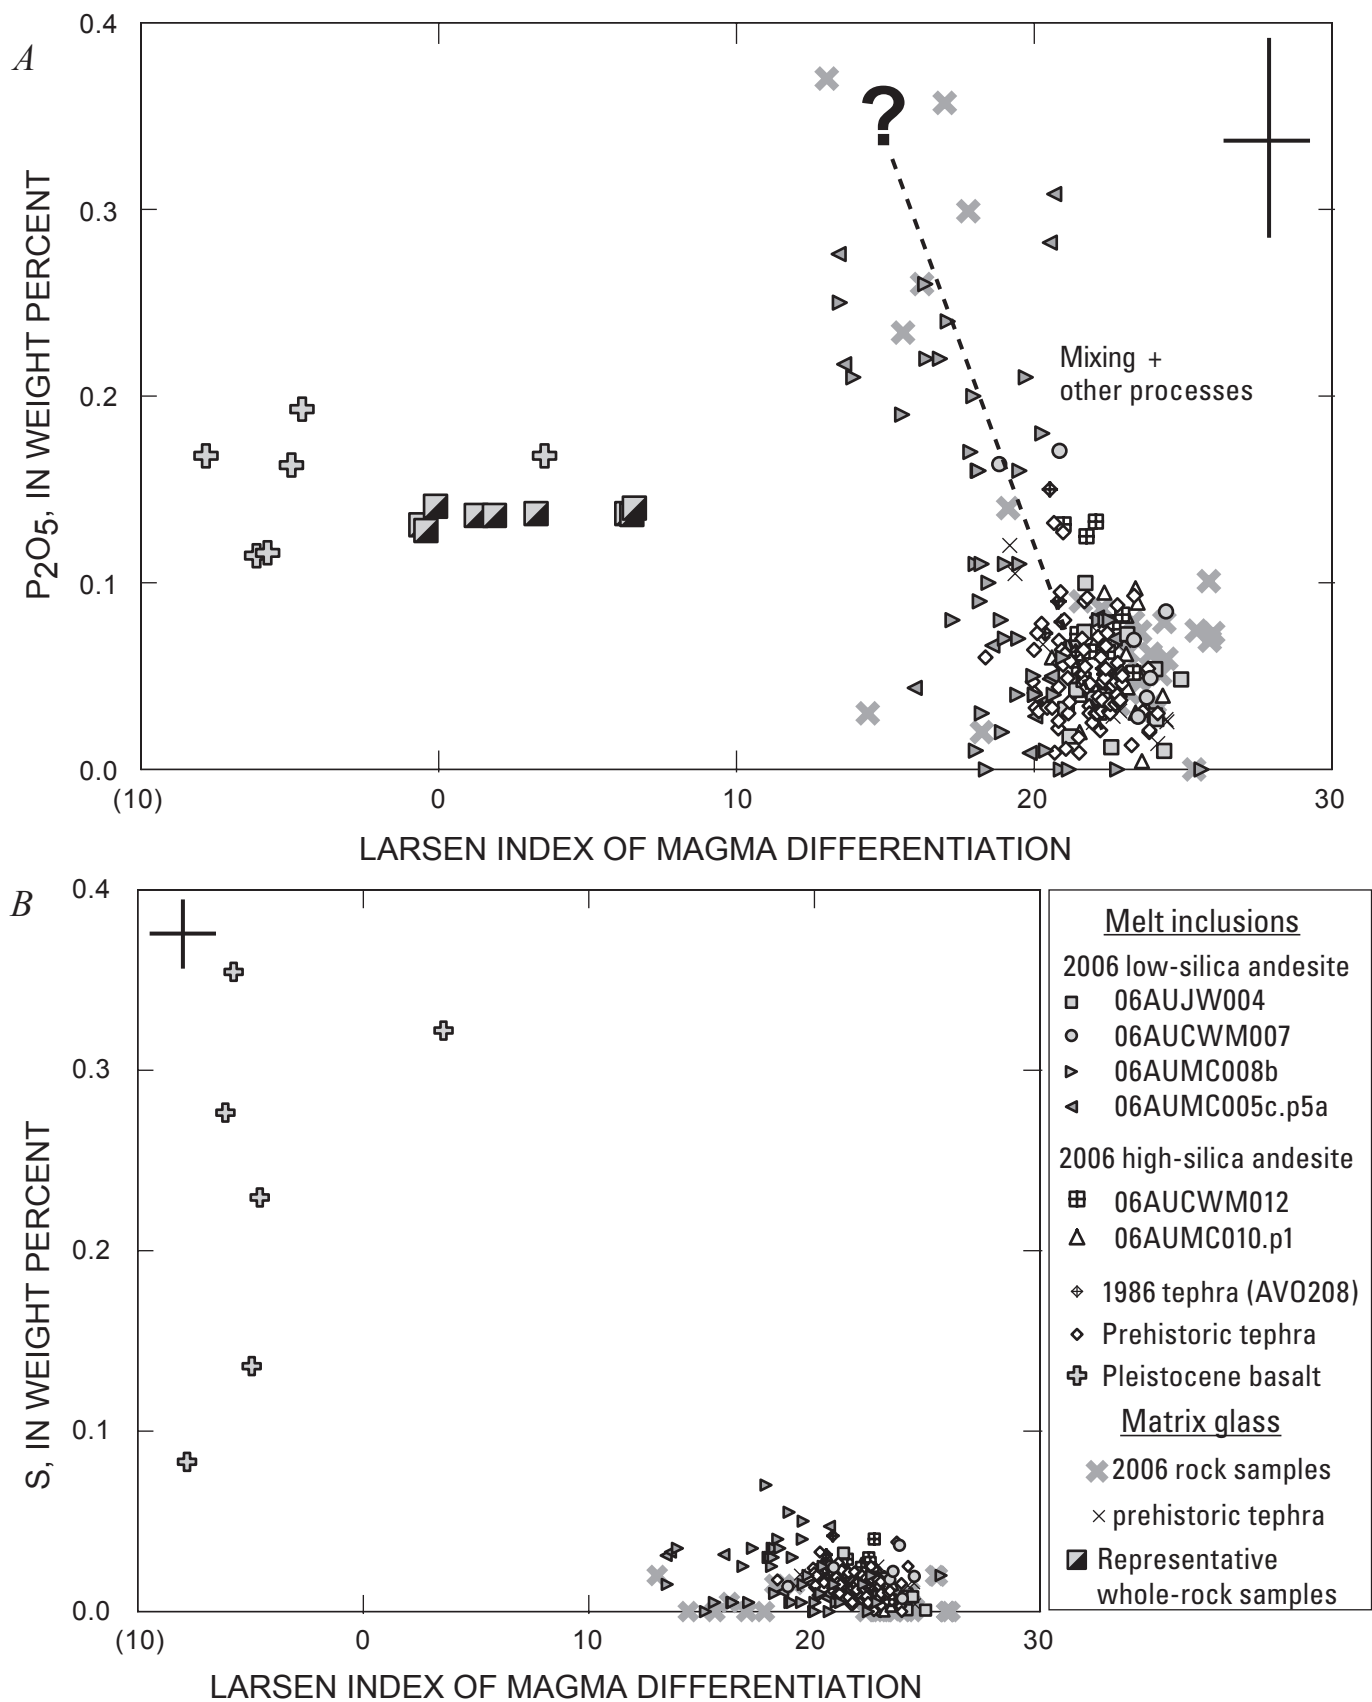 A
0.4
0.3
0.2
0.1
0.0
P2O5, IN WEIGHT PERCENT
?
Mixing +
other processes
(10)
0
10
20
30
LARSEN INDEX OF MAGMA DIFFERENTIATION
B
0.4
0.3
0.2
0.1
0.0
S, IN WEIGHT PERCENT
(10)
0
10
20
30
LARSEN INDEX OF MAGMA DIFFERENTIATION
Melt inclusions
2006 low-silica andesite
06AUJW004
06AUCWM007
06AUMC008b
06AUMC005c.p5a
2006 high-silica andesite
06AUCWM012
06AUMC010.p1
1986 tephra (AVO208)
Prehistoric tephra
Pleistocene basalt
Matrix glass
2006 rock samples
prehistoric tephra
Representative
whole-rock samples